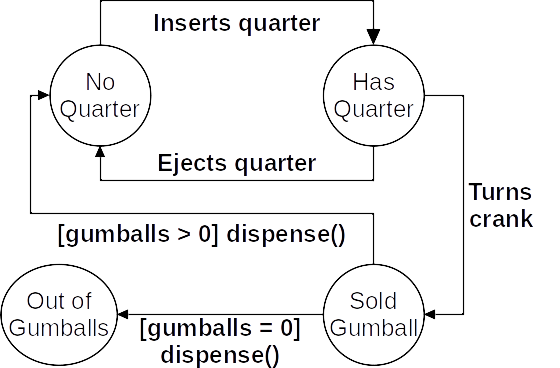 Inserts quarter
No
Quarter
Has
Quarter
Ejects quarter
Turns
crank
[gumballs > 0] dispense()
Out of
Gumballs
[gumballs = 0]
dispense()
Sold
Gumball